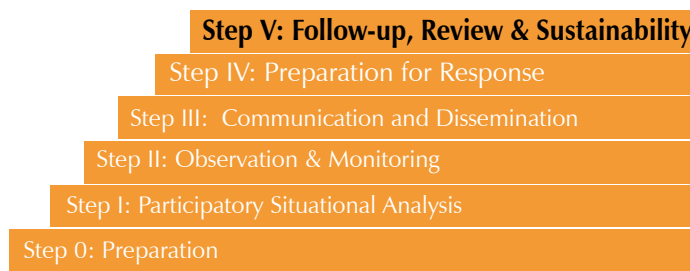 Step V: Follow-up, Review & Sustainability
Step IV: Preparation for Response
Step III: Communication and Dissemination
Step II: Observation & Monitoring
Step I: Participatory Situational Analysis
Step 0: Preparation